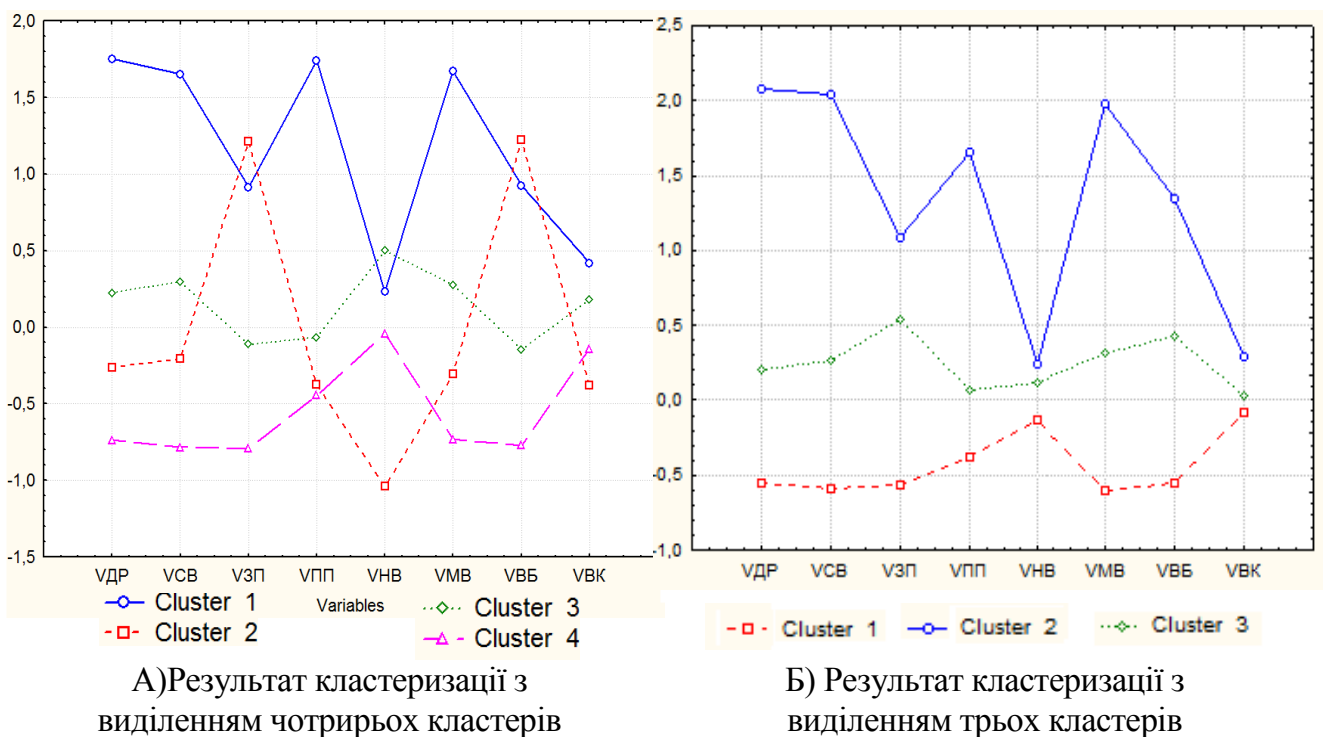 2,0
1,5
1,0
0,5
0,0
-0,5
-1,0
-1,5
VДР VСВ VЗП VПП VНВ VМВ VВБ VВК
Variables
Cluster 1
Cluster 2
Cluster 3
Cluster 4
А)Результат кластеризації з
виділенням чотрирьох кластерів
2,5
2,0
1,5
1,0
0,5
0,0
-0,5
-1,0
VДР VСВ VЗП VПП VНВ VМВ VВБ VВК
Cluster 1 Cluster 2 Cluster 3
Б) Результат кластеризації з
виділенням трьох кластерів